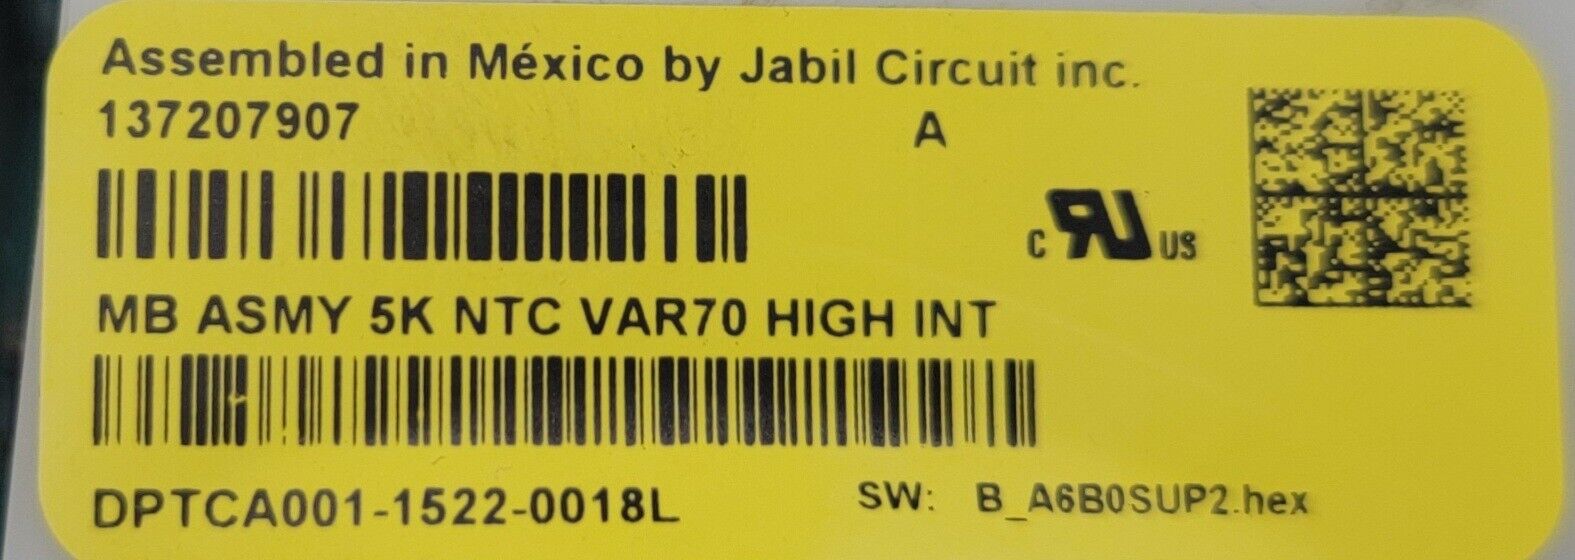 Assembled in México by Jabil Circuit inc.
137207907 A
C RU US
MB ASMY 5K NTC VAR70 HIGH INT
DPTCA001-1522-0018L SW: B_A6B0SUP2.hex